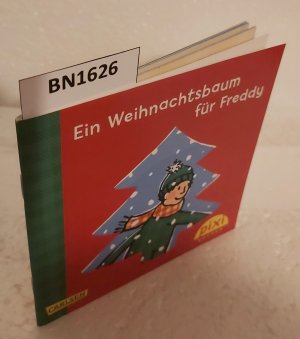 BN1626
Ein Weihnachtsbaum
für Freddy
CARLSEN
PIXI